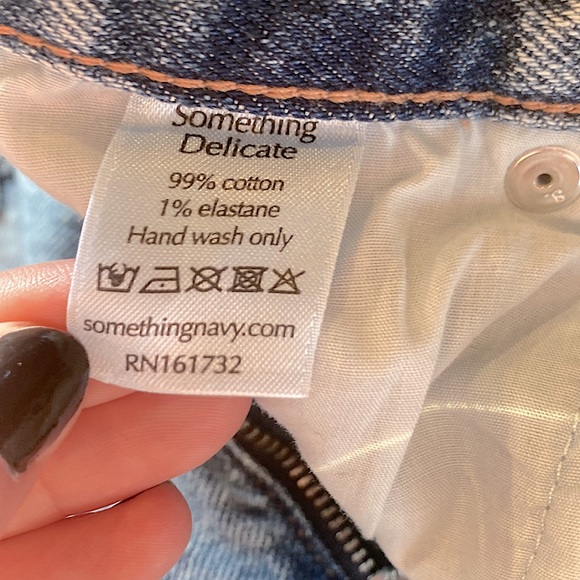 Something
Delicate
99% cotton
1% elastane
Hand wash only
somethingnavy.com
RN161732